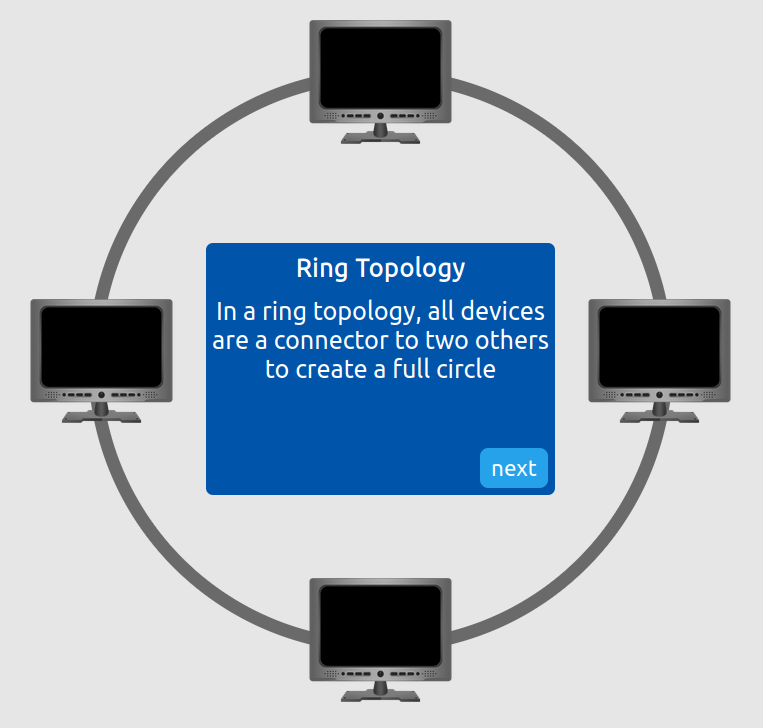 Ring Topology
In a ring topology, all devices
are a connector to two others
to create a full circle
next